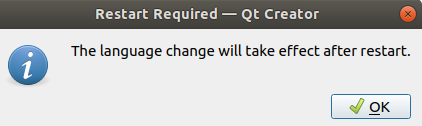 Restart Required — Qt Creator
The language change will take effect after restart.
OK